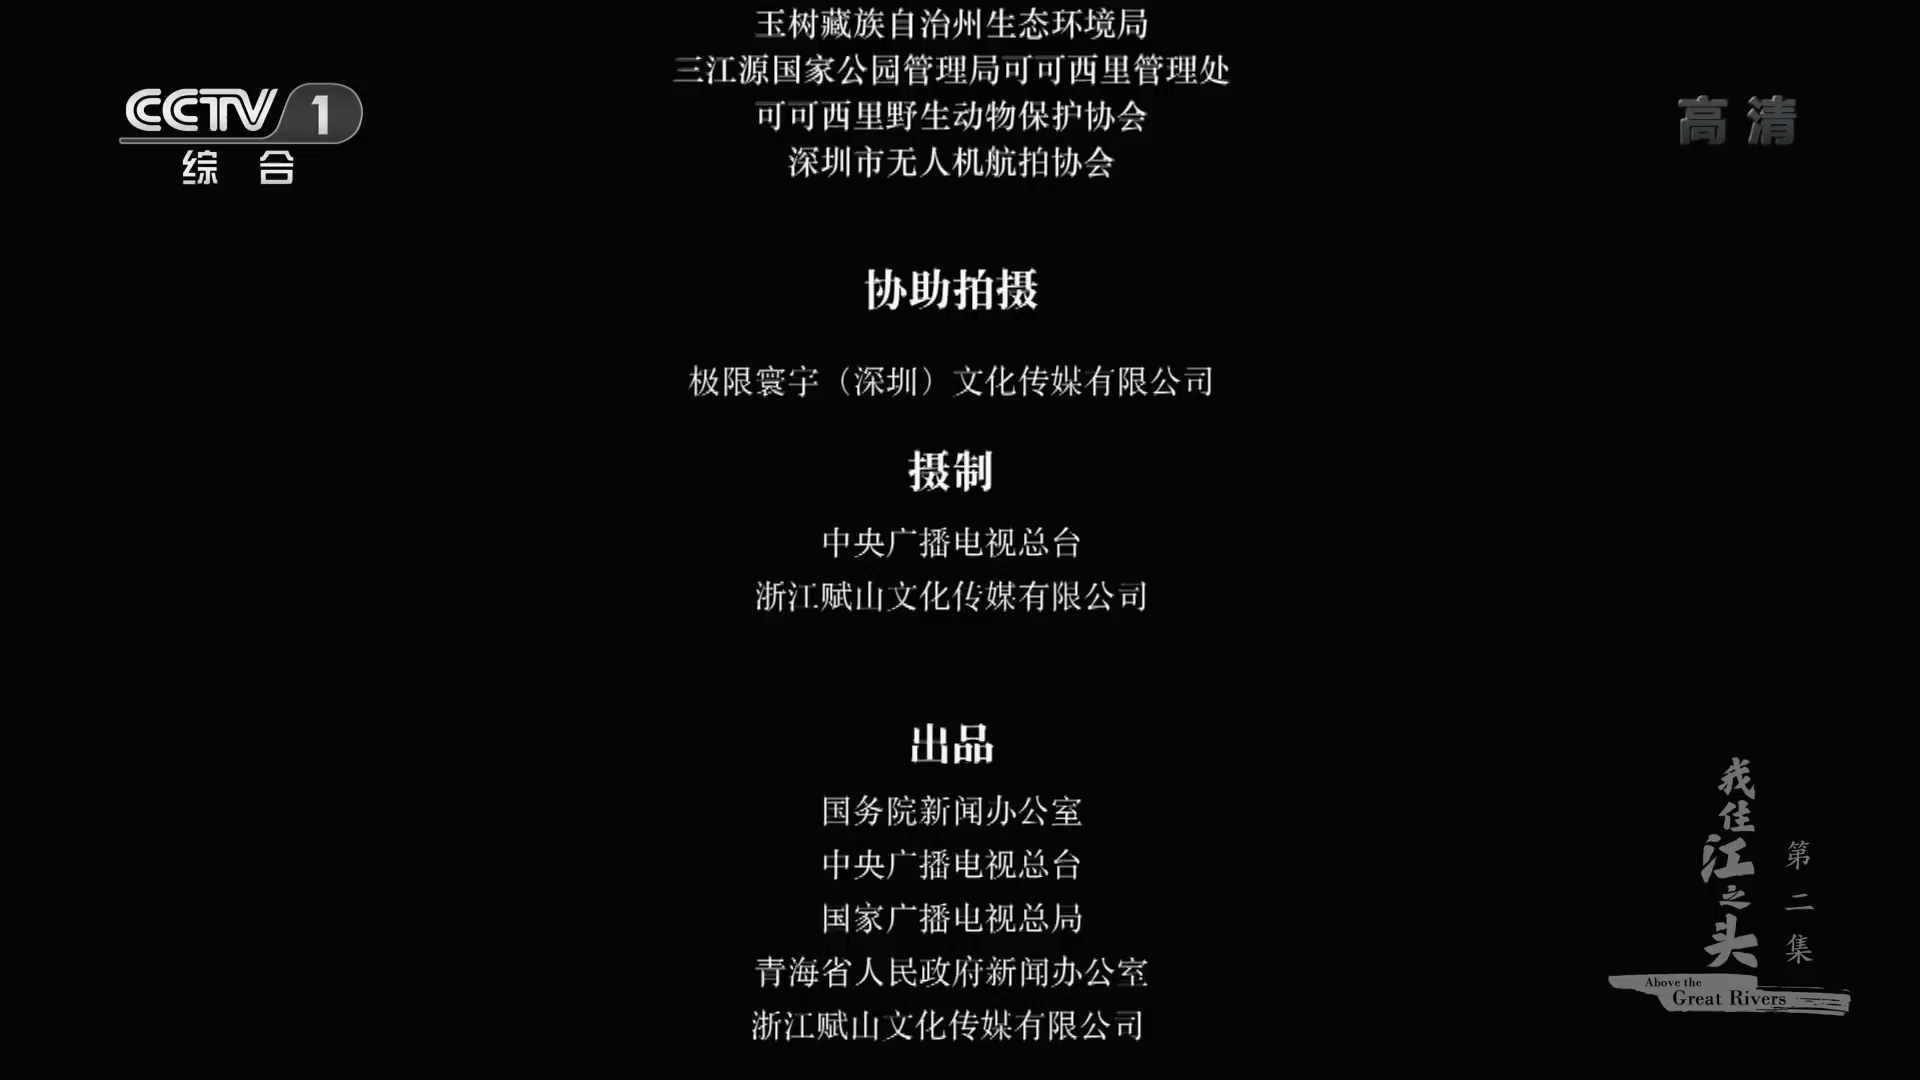 玉树藏族自治州生态环境局
三江源国家公园管理局可可西里管理处
可可西里野生动物保护协会
深圳市无人机航拍协会
CCTV 1
综 合
高清
协助拍摄
极限寰宇（深圳）文化传媒有限公司
摄制
中央广播电视总台
浙江赋山文化传媒有限公司
出品
国务院新闻办公室
中央广播电视总台
国家广播电视总局
青海省人民政府新闻办公室
浙江赋山文化传媒有限公司
我住江之头
第二集
Above the
Great Rivers